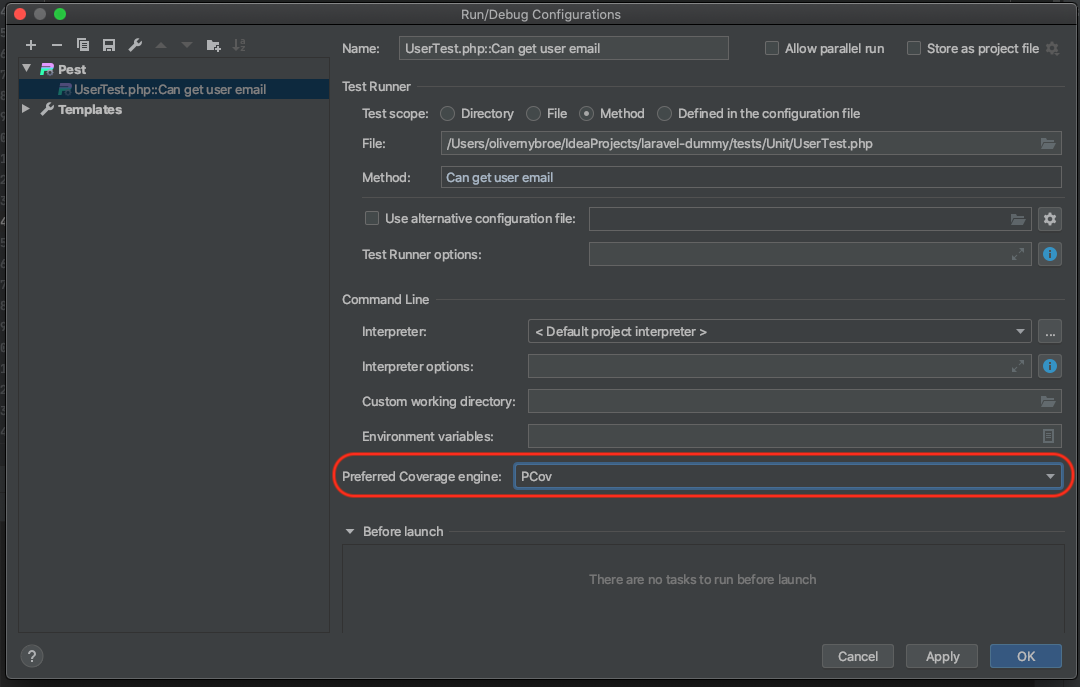 Run/Debug Configurations
Name: UserTest.php::Can get user email Allow parallel run Store as project file
Pest
UserTest.php::Can get user email
Templates
Test Runner
Test scope: Directory File Method Defined in the configuration file
File: /Users/olivernybroe/IdeaProjects/laravel-dummy/tests/Unit/UserTest.php
Method: Can get user email
Use alternative configuration file:
Test Runner options:
Command Line
Interpreter: < Default project interpreter > ...
Interpreter options:
Custom working directory:
Environment variables:
Preferred Coverage engine: PCov
Before launch
There are no tasks to run before launch
? Cancel Apply OK